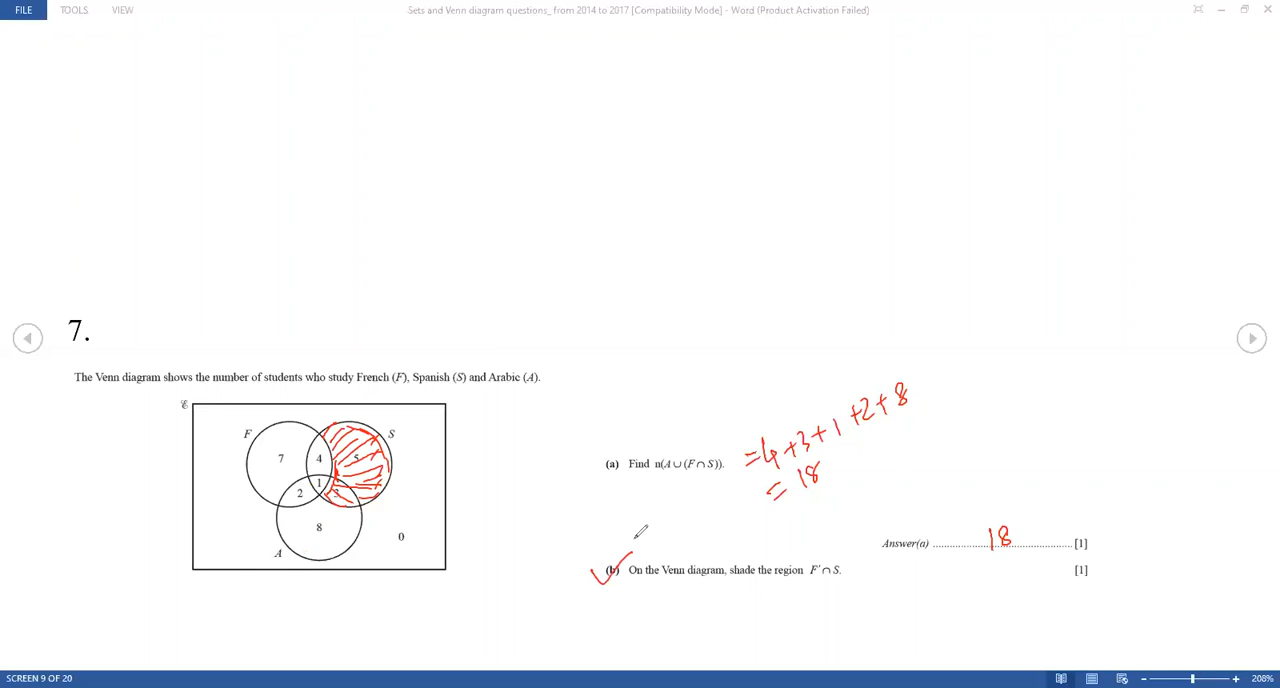 FILE TOOLS VIEW Sets and Venn diagram questions_ from 2014 to 2017 [Compatibility Mode] - Word (Product Activation Failed)
7.
The Venn diagram shows the number of students who study French (F), Spanish (S) and Arabic (A).
ℰ
F S
7 4 5
1
2 3
8
0
A
(a) Find n(A ∪ (F ∩ S)).
= 4 + 3 + 1 + 2 + 8
= 18
Answer(a) .......... 18 .......... [1]
(b) On the Venn diagram, shade the region F' ∩ S. [1]
SCREEN 9 OF 20 208%